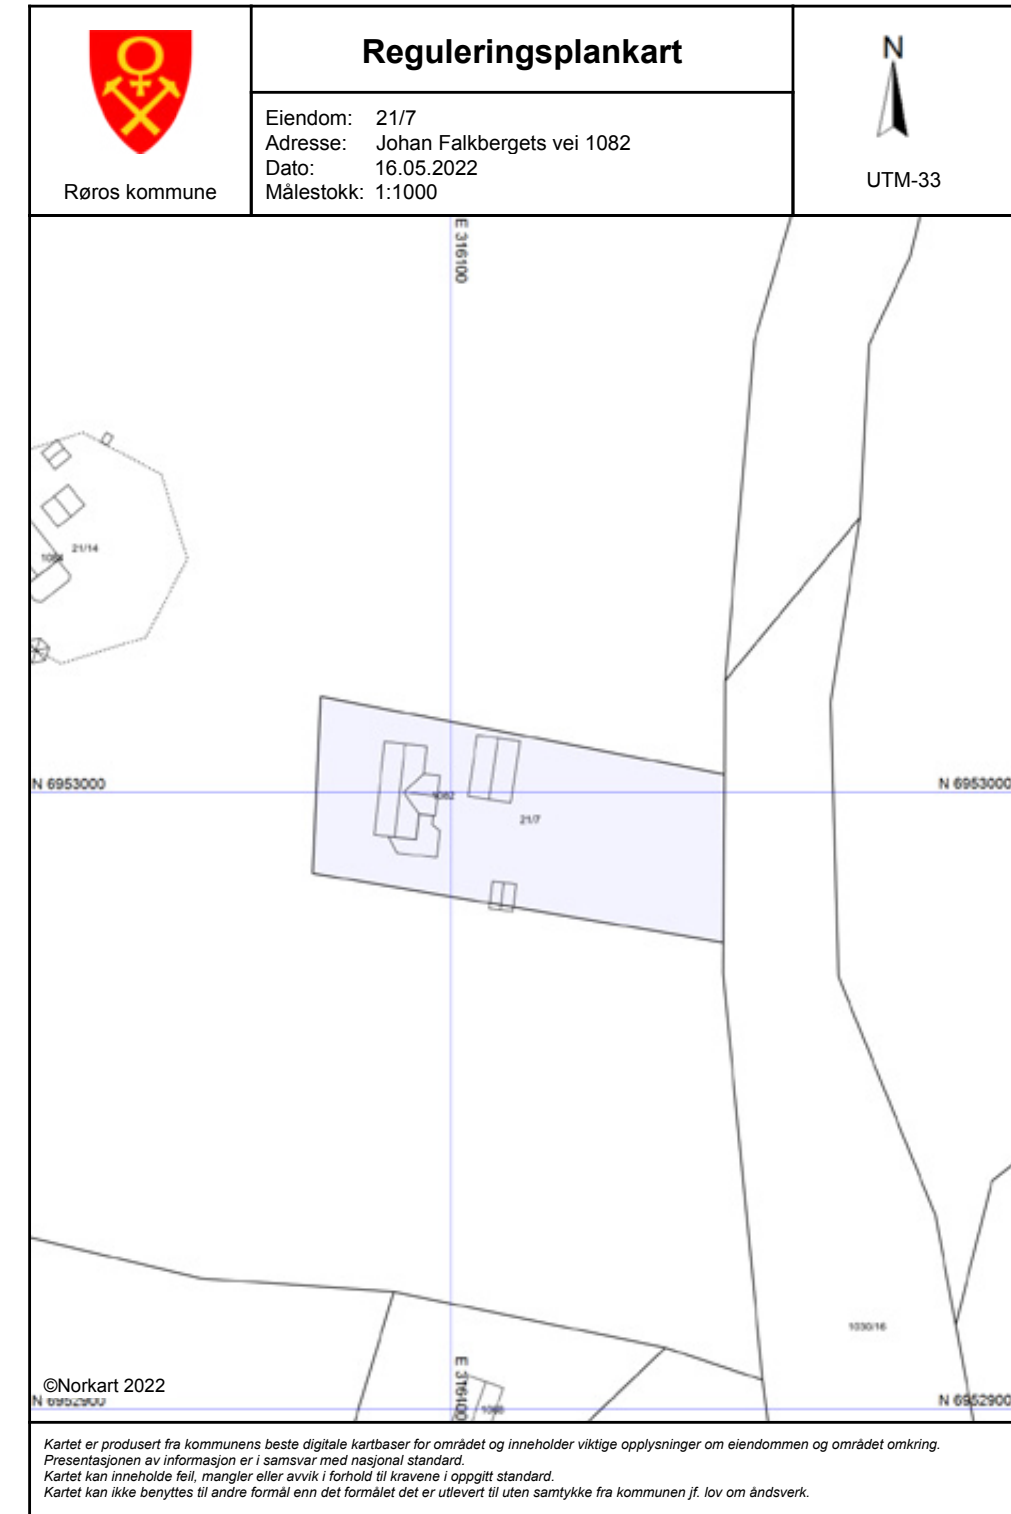 Reguleringsplankart
Røros kommune
Eiendom: 21/7
Adresse: Johan Falkbergets vei 1082
Dato: 16.05.2022
Målestokk: 1:1000
N
UTM-33
E 316100
21/14
N 6953000
N 6953000
1082
21/7
1030/16
E 316100
©Norkart 2022
N 6952900
N 6952900
Kartet er produsert fra kommunens beste digitale kartbaser for området og inneholder viktige opplysninger om eiendommen og området omkring.
Presentasjonen av informasjon er i samsvar med nasjonal standard.
Kartet kan inneholde feil, mangler eller avvik i forhold til kravene i oppgitt standard.
Kartet kan ikke benyttes til andre formål enn det formålet det er utlevert til uten samtykke fra kommunen jf. lov om åndsverk.